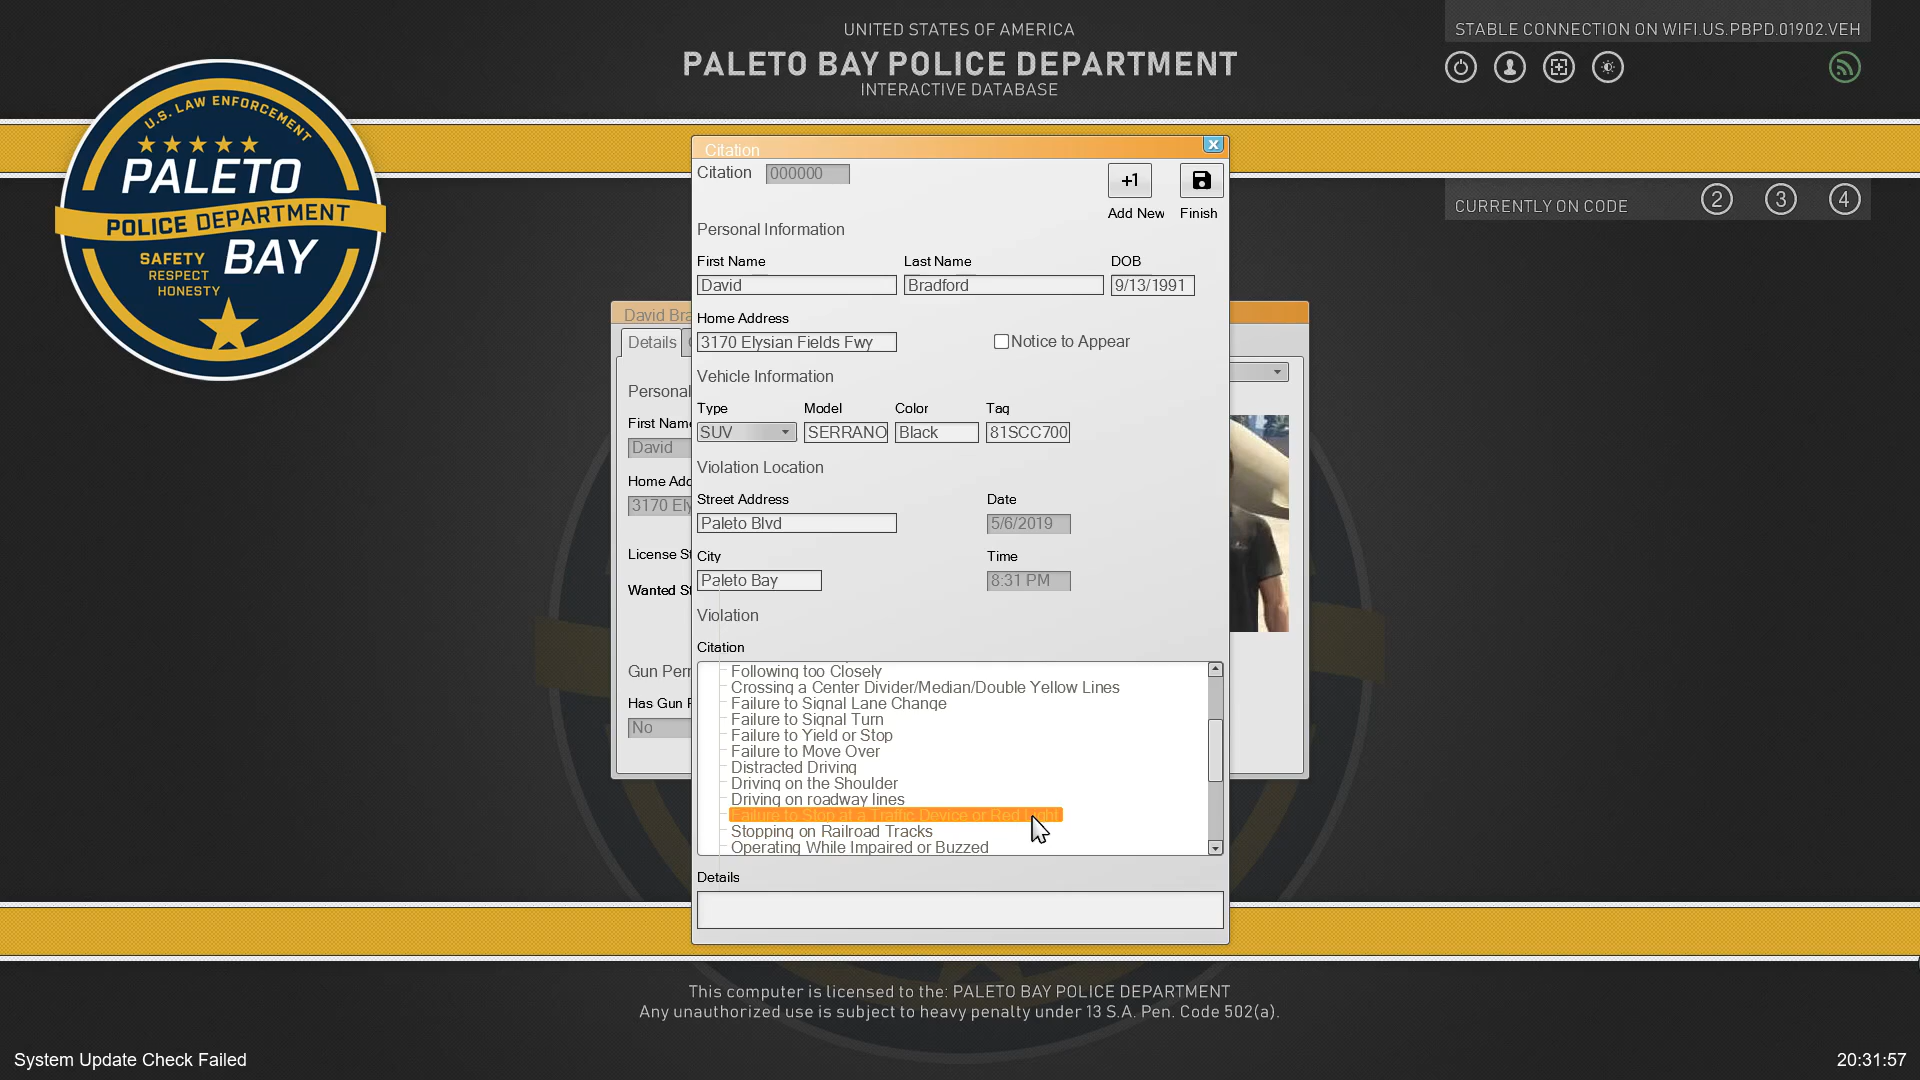 UNITED STATES OF AMERICA
PALETO BAY POLICE DEPARTMENT
INTERACTIVE DATABASE
STABLE CONNECTION ON WIFI.US.PBPD.01902.VEH
CURRENTLY ON CODE 2 3 4
U.S. LAW ENFORCEMENT
PALETO
POLICE DEPARTMENT
BAY
SAFETY
RESPECT
HONESTY
Citation
Citation 000000
+1
Add New Finish
Personal Information
First Name Last Name DOB
David Bradford 9/13/1991
Home Address
3170 Elysian Fields Fwy Notice to Appear
Vehicle Information
Type Model Color Tag
SUV SERRANO Black 81SCC700
Violation Location
Street Address Date
Paleto Blvd 5/6/2019
City Time
Paleto Bay 8:31 PM
Violation
Citation
Following too Closely
Crossing a Center Divider/Median/Double Yellow Lines
Failure to Signal Lane Change
Failure to Signal Turn
Failure to Yield or Stop
Failure to Move Over
Distracted Driving
Driving on the Shoulder
Driving on roadway lines
Failure to Stop at a Traffic Device or Red Light
Stopping on Railroad Tracks
Operating While Impaired or Buzzed
Details
David Bra
Details
Personal
First Name
David
Home Add
3170 Ely
License St
Wanted St
Gun Per
Has Gun P
No
This computer is licensed to the: PALETO BAY POLICE DEPARTMENT
Any unauthorized use is subject to heavy penalty under 13 S.A. Pen. Code 502(a).
System Update Check Failed
20:31:57